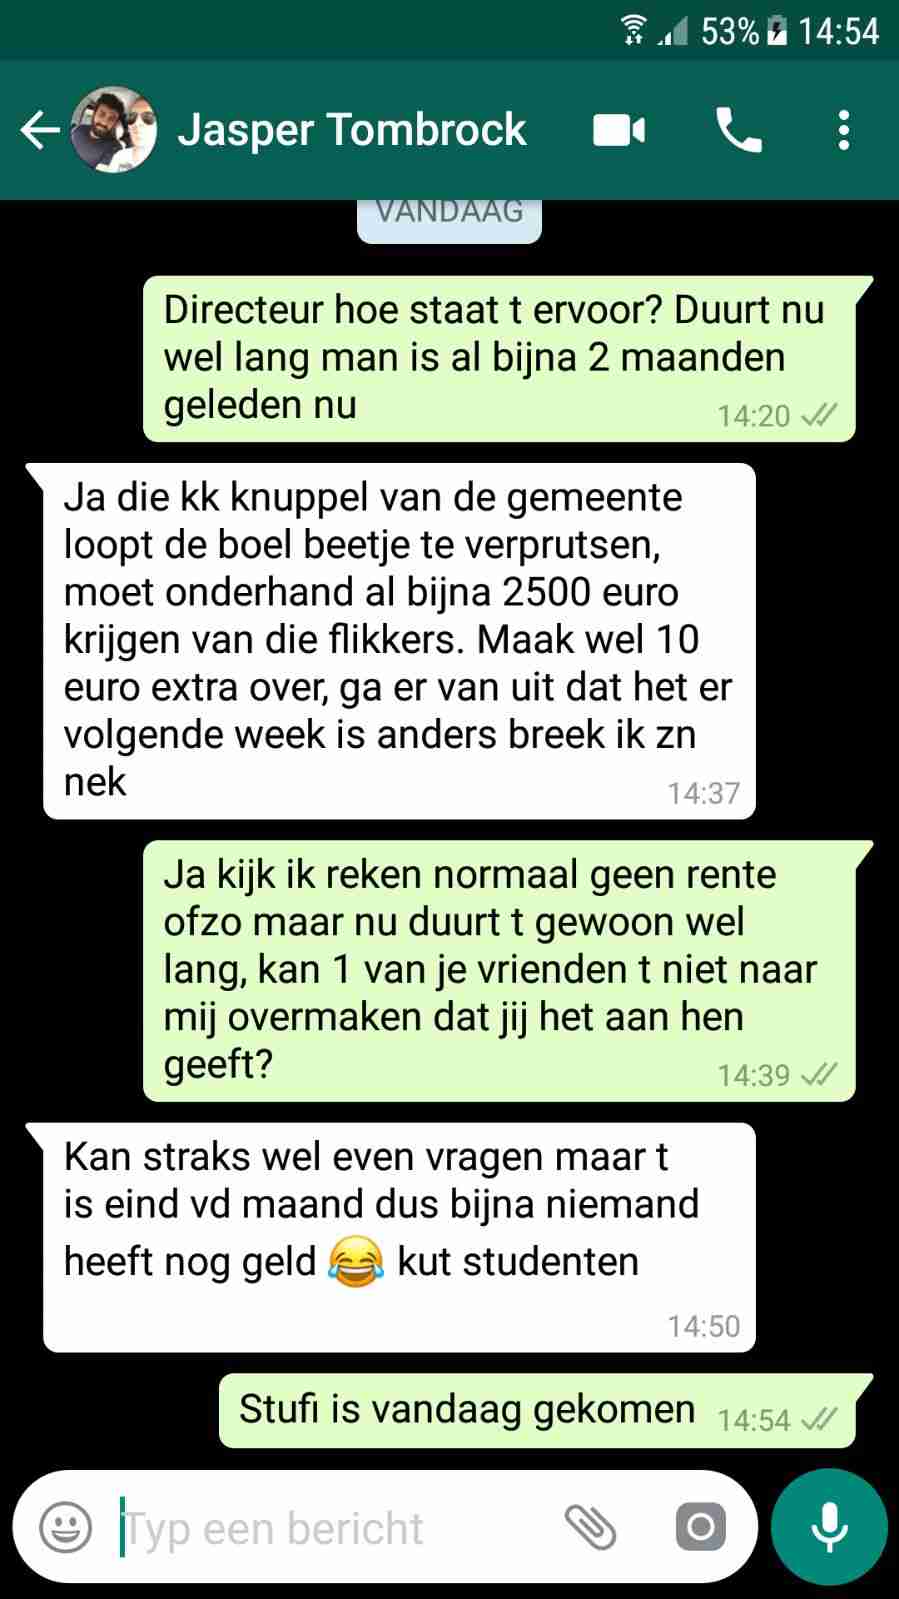 53% 14:54
Jasper Tombrock
VANDAAG
Directeur hoe staat t ervoor? Duurt nu
wel lang man is al bijna 2 maanden
geleden nu
14:20
Ja die kk knuppel van de gemeente
loopt de boel beetje te verprutsen,
moet onderhand al bijna 2500 euro
krijgen van die flikkers. Maak wel 10
euro extra over, ga er van uit dat het er
volgende week is anders breek ik zn
nek
14:37
Ja kijk ik reken normaal geen rente
ofzo maar nu duurt t gewoon wel
lang, kan 1 van je vrienden t niet naar
mij overmaken dat jij het aan hen
geeft?
14:39
Kan straks wel even vragen maar t
is eind vd maand dus bijna niemand
heeft nog geld 😂 kut studenten
14:50
Stufi is vandaag gekomen 14:54
Typ een bericht